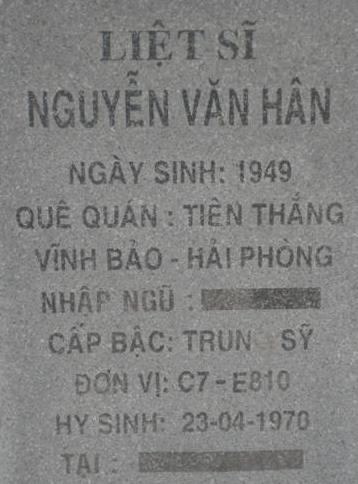 LIỆT SĨ
NGUYỄN VĂN HÂN
NGÀY SINH: 1949
QUÊ QUÁN : TIÊN THẮNG
VĨNH BẢO - HẢI PHÒNG
NHẬP NGŨ :
CẤP BẬC: TRUNG SỸ
ĐƠN VỊ: C7 - E810
HY SINH: 23-04-1970
TẠI :